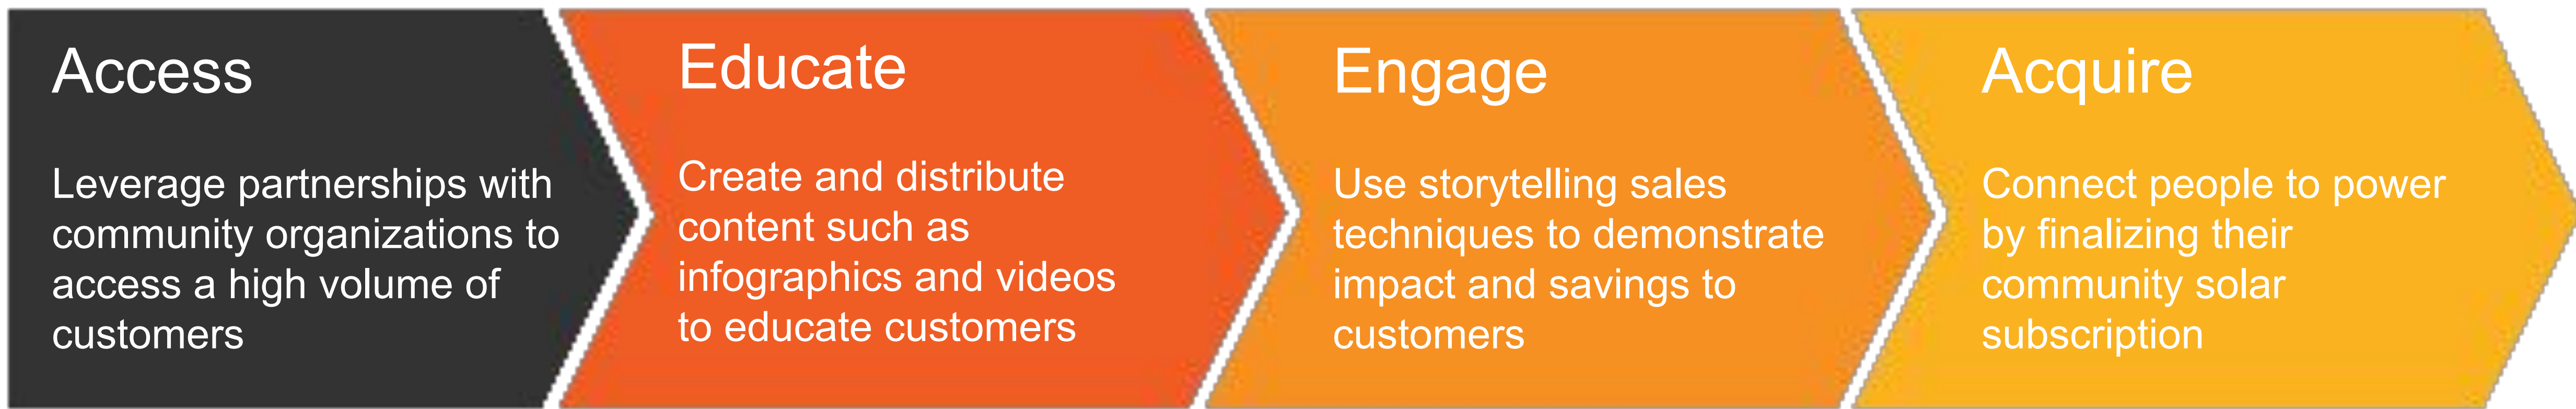 Access
Leverage partnerships with
community organizations to
access a high volume of
customers
Educate
Create and distribute
content such as
infographics and videos
to educate customers
Engage
Use storytelling sales
techniques to demonstrate
impact and savings to
customers
Acquire
Connect people to power
by finalizing their
community solar
subscription